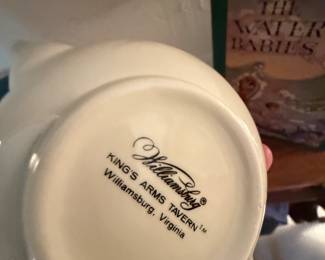 THE
WATER
BABIES
Williamsburg®
KING'S ARMS TAVERN™
Williamsburg, Virginia